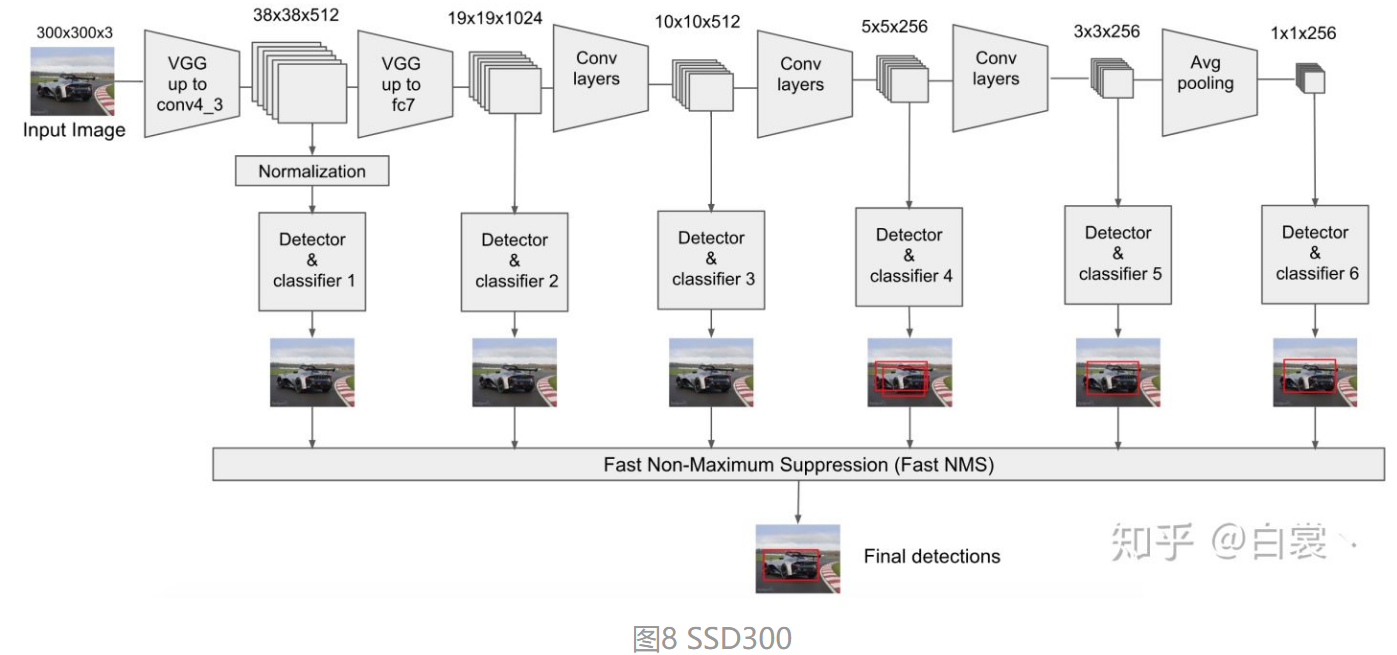 300x300x3
38x38x512
19x19x1024
10x10x512
5x5x256
3x3x256
1x1x256
VGG
up to
conv4_3
VGG
up to
fc7
Conv
layers
Conv
layers
Conv
layers
Avg
pooling
Input Image
Normalization
Detector
&
classifier 1
Detector
&
classifier 2
Detector
&
classifier 3
Detector
&
classifier 4
Detector
&
classifier 5
Detector
&
classifier 6
Fast Non-Maximum Suppression (Fast NMS)
Final detections
知乎 @白裳丶
图8 SSD300